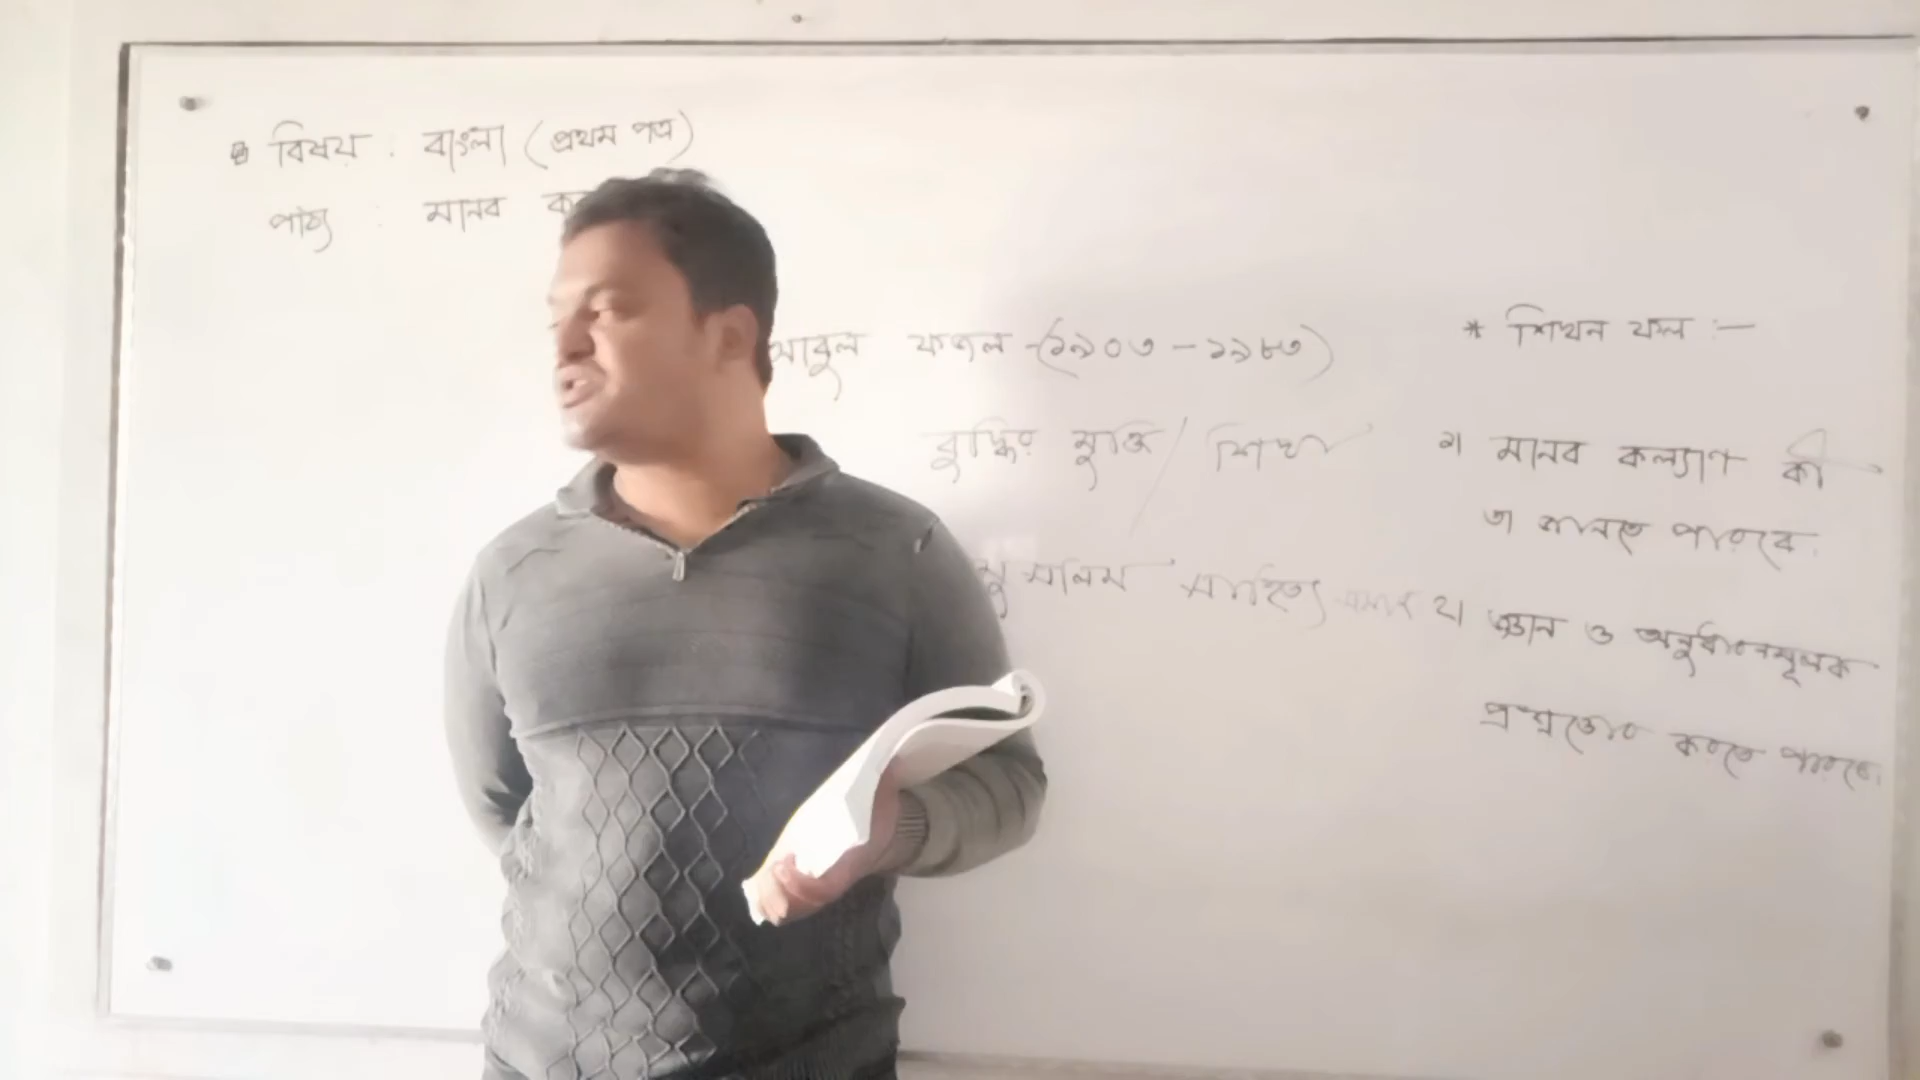 বিষয় : বাংলা (প্রথম পত্র)
পাঠ্য : মানব
আবুল ফজল -(১৯০৩ - ১৯৮৩)
বুদ্ধির মুক্তি / শিখা
সাহিত্য
* শিখন ফল :-
১। মানব কল্যাণ কী
তা জানতে পারবে।
২। জ্ঞান ও অনুধাবনমূলক
প্রশ্নোত্তর করতে পারবে।